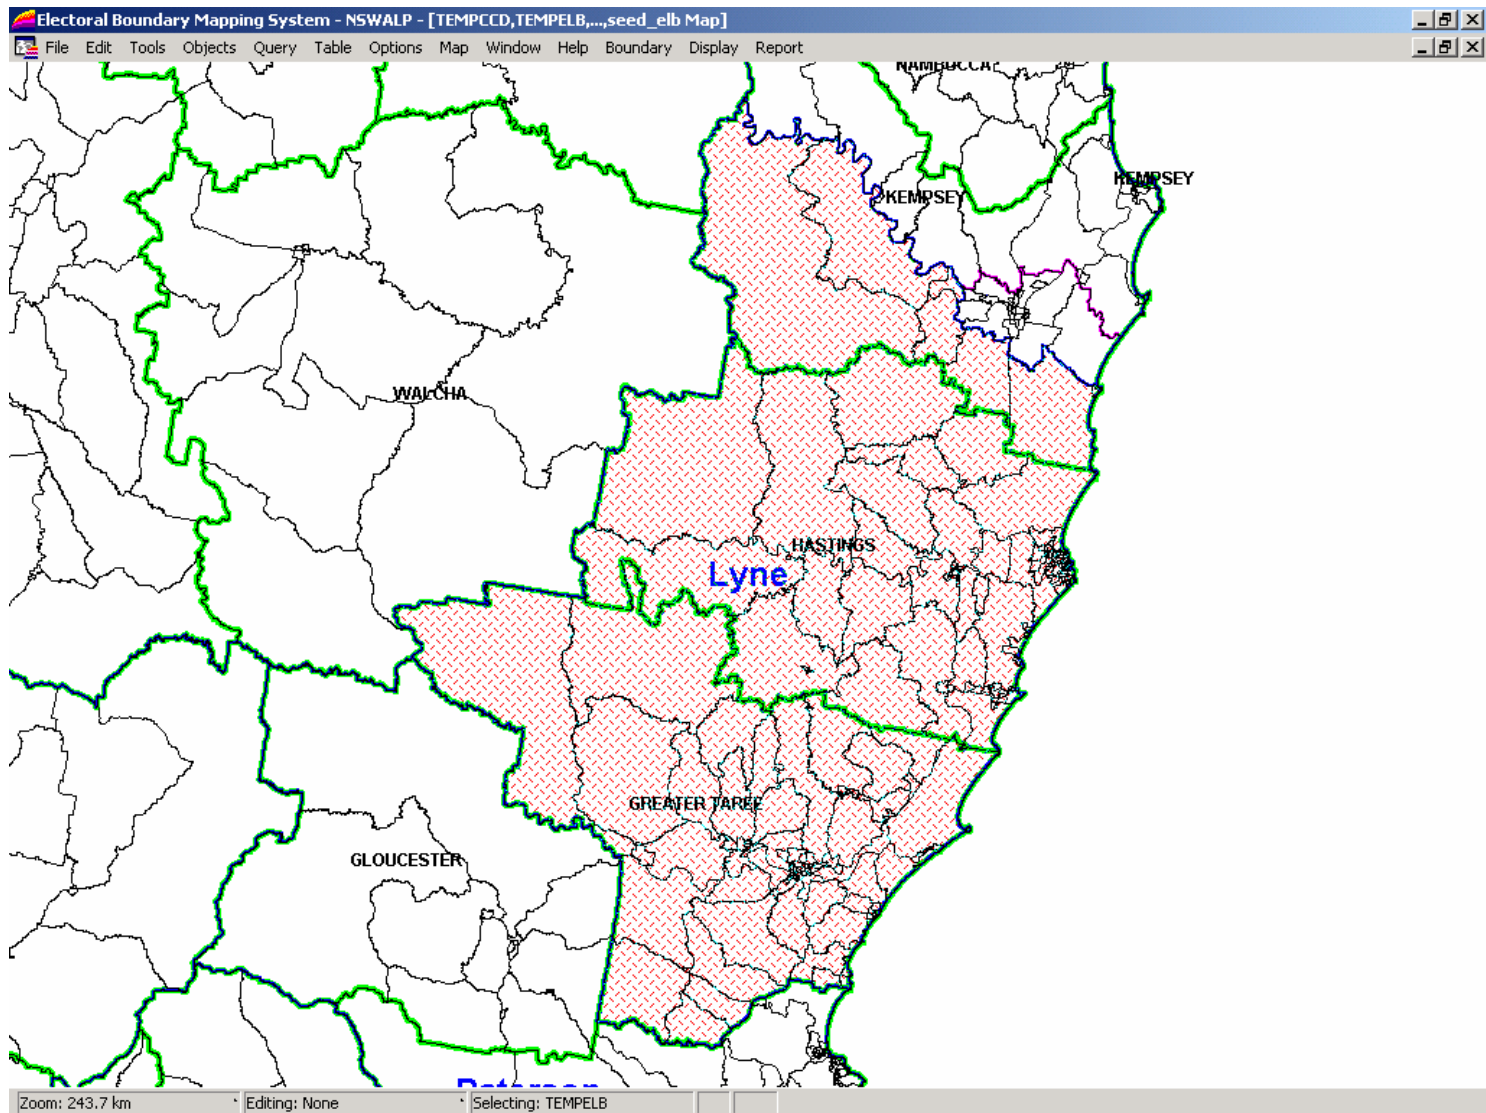 Electoral Boundary Mapping System - NSWALP - [TEMPCCD,TEMPELB,...,seed_elb Map]
File Edit Tools Objects Query Table Options Map Window Help Boundary Display Report
NAMBUCCA
KEMPSEY
KEMPSEY
WALCHA
HASTINGS
Lyne
GREATER TAREE
GLOUCESTER
Paterson
Zoom: 243.7 km Editing: None Selecting: TEMPELB